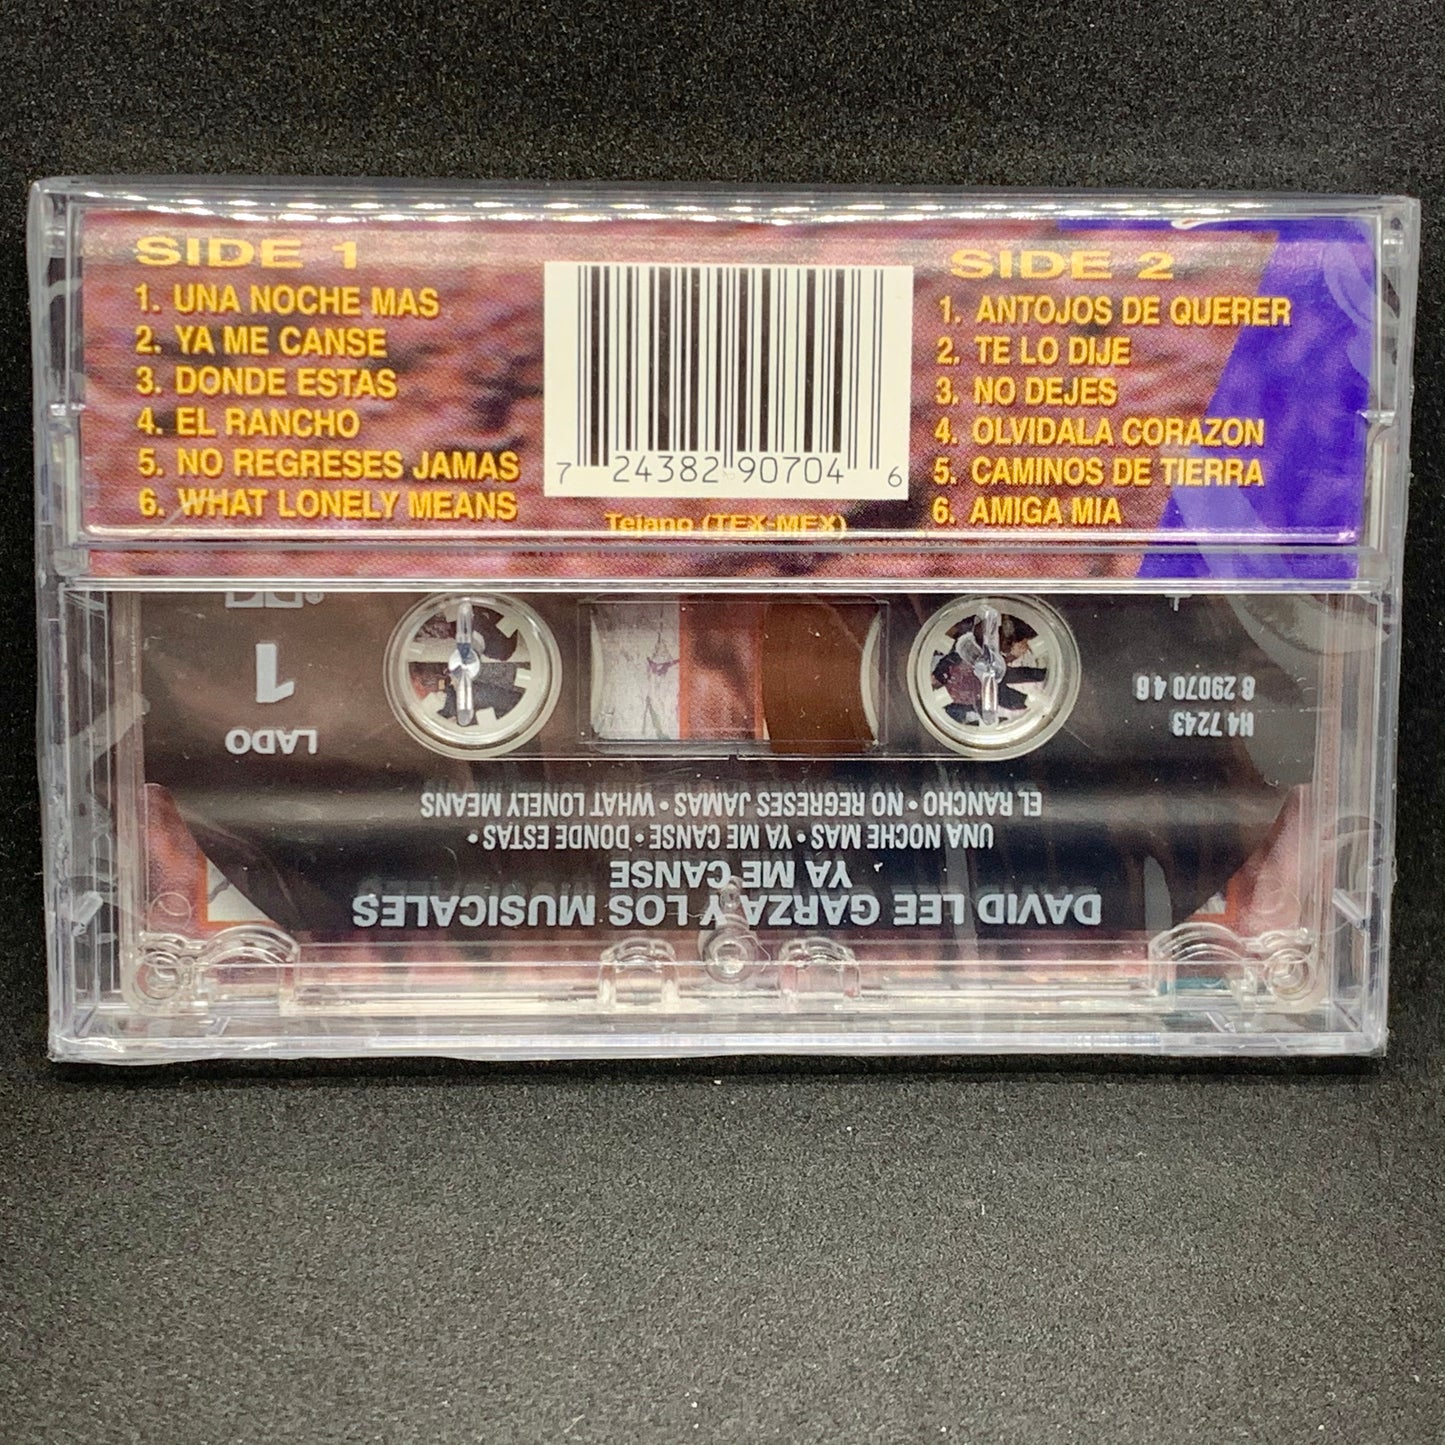 SIDE 1
1. UNA NOCHE MAS
2. YA ME CANSE
3. DONDE ESTAS
4. EL RANCHO
5. NO REGRESES JAMAS
6. WHAT LONELY MEANS
7 24382 90704 6
Tejano (TEX-MEX)
SIDE 2
1. ANTOJOS DE QUERER
2. TE LO DIJE
3. NO DEJES
4. OLVIDALA CORAZON
5. CAMINOS DE TIERRA
6. AMIGA MIA
DAVID LEE GARZA Y LOS MUSICALES
YA ME CANSE
UNA NOCHE MAS • YA ME CANSE • DONDE ESTAS •
EL RANCHO • NO REGRESES JAMAS • WHAT LONELY MEANS
H4 7243
8 29070 4 6
LADO
1